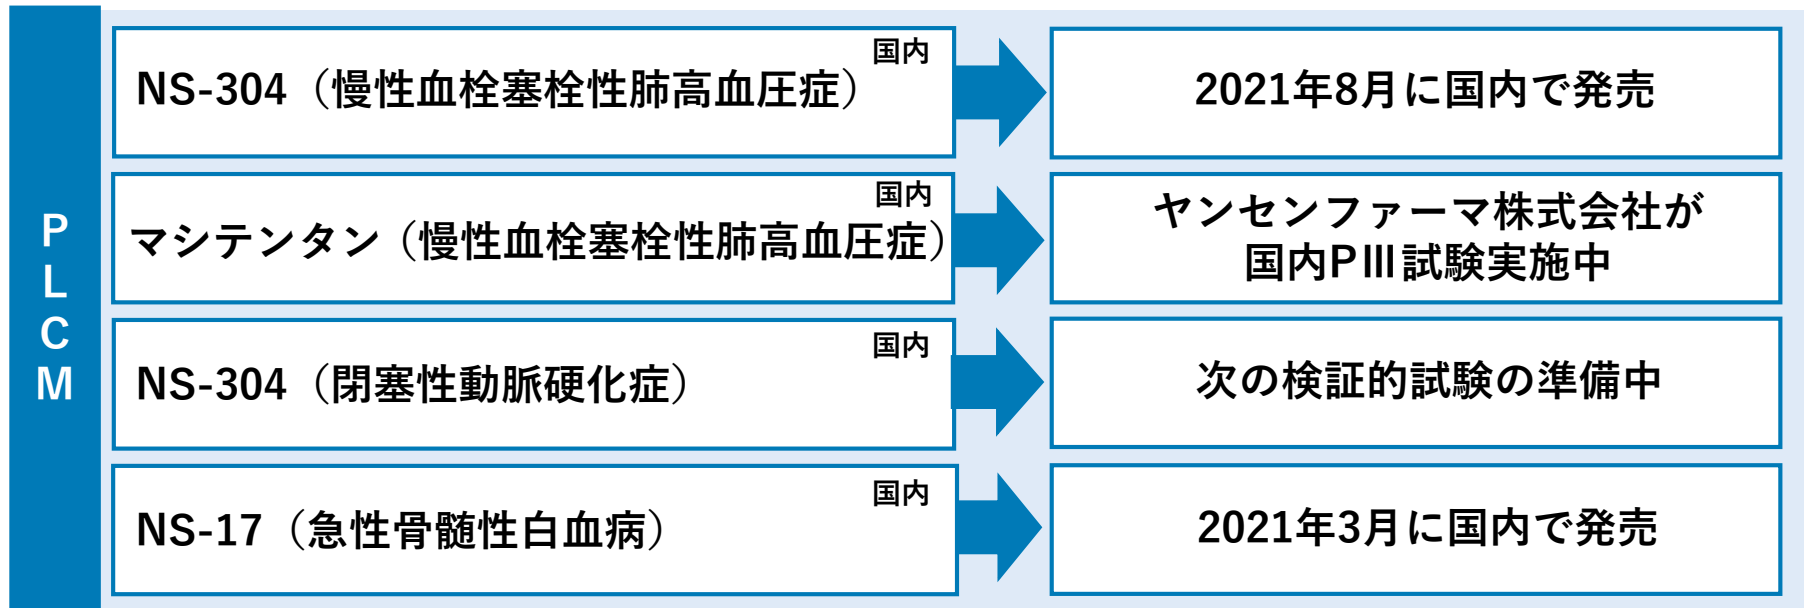 PLCM
国内
NS-304（慢性血栓塞栓性肺高血圧症）
2021年8月に国内で発売
国内
マシテンタン（慢性血栓塞栓性肺高血圧症）
ヤンセンファーマ株式会社が
国内PⅢ試験実施中
国内
NS-304（閉塞性動脈硬化症）
次の検証的試験の準備中
国内
NS-17（急性骨髄性白血病）
2021年3月に国内で発売